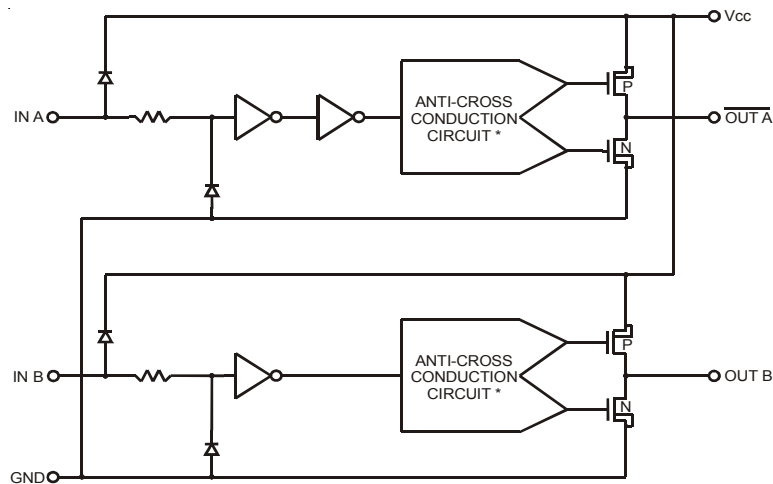 Vcc
ANTI-CROSS
CONDUCTION
CIRCUIT *
P
IN A
OUT A
N
ANTI-CROSS
CONDUCTION
CIRCUIT *
P
IN B
OUT B
N
GND